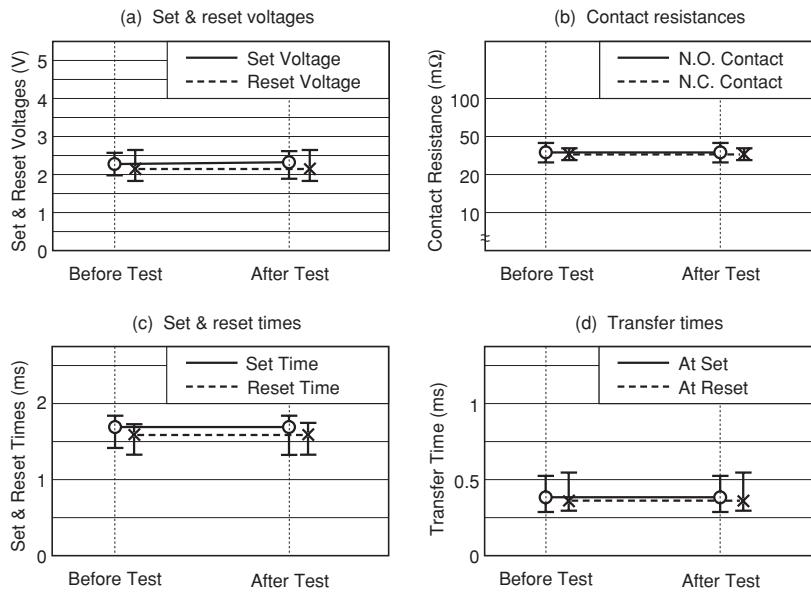 (a) Set & reset voltages
Set & Reset Voltages (V)
5
4
3
2
1
0
Set Voltage
Reset Voltage
Before Test
After Test
(b) Contact resistances
Contact Resistance (mΩ)
100
50
20
10
N.O. Contact
N.C. Contact
Before Test
After Test
(c) Set & reset times
Set & Reset Times (ms)
2
1
0
Set Time
Reset Time
Before Test
After Test
(d) Transfer times
Transfer Time (ms)
1
0.5
0
At Set
At Reset
Before Test
After Test